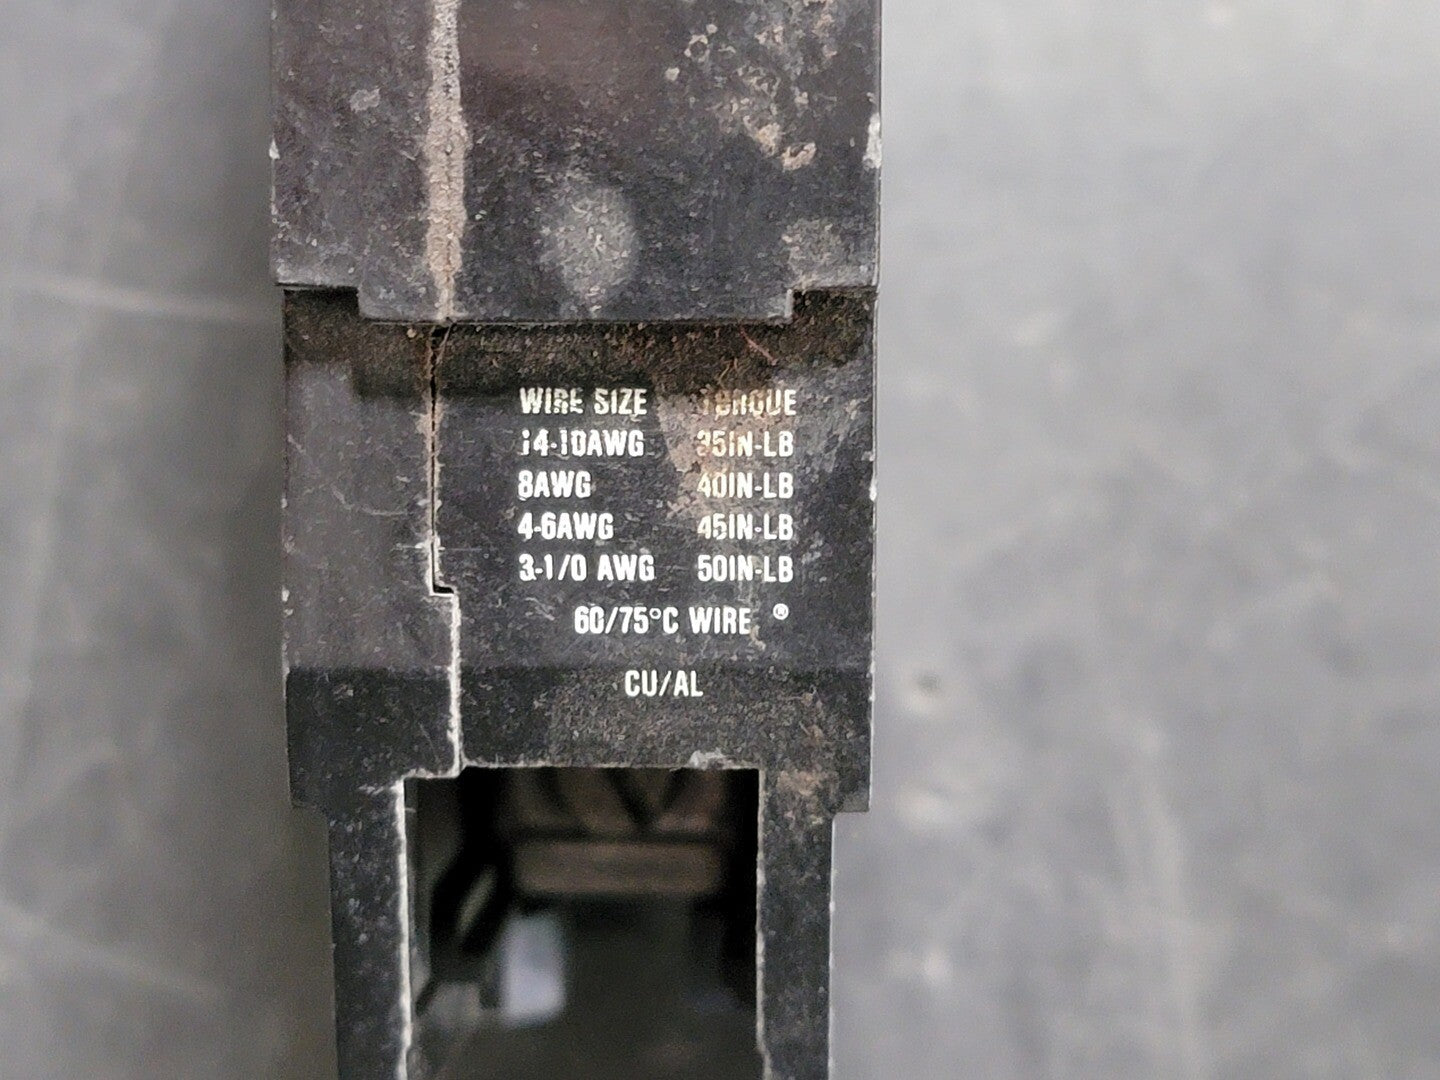 WIRE SIZE TORQUE
14-10AWG 35IN-LB
8AWG 40IN-LB
4-6AWG 45IN-LB
3-1/0 AWG 50IN-LB
60/75°C WIRE ®
CU/AL